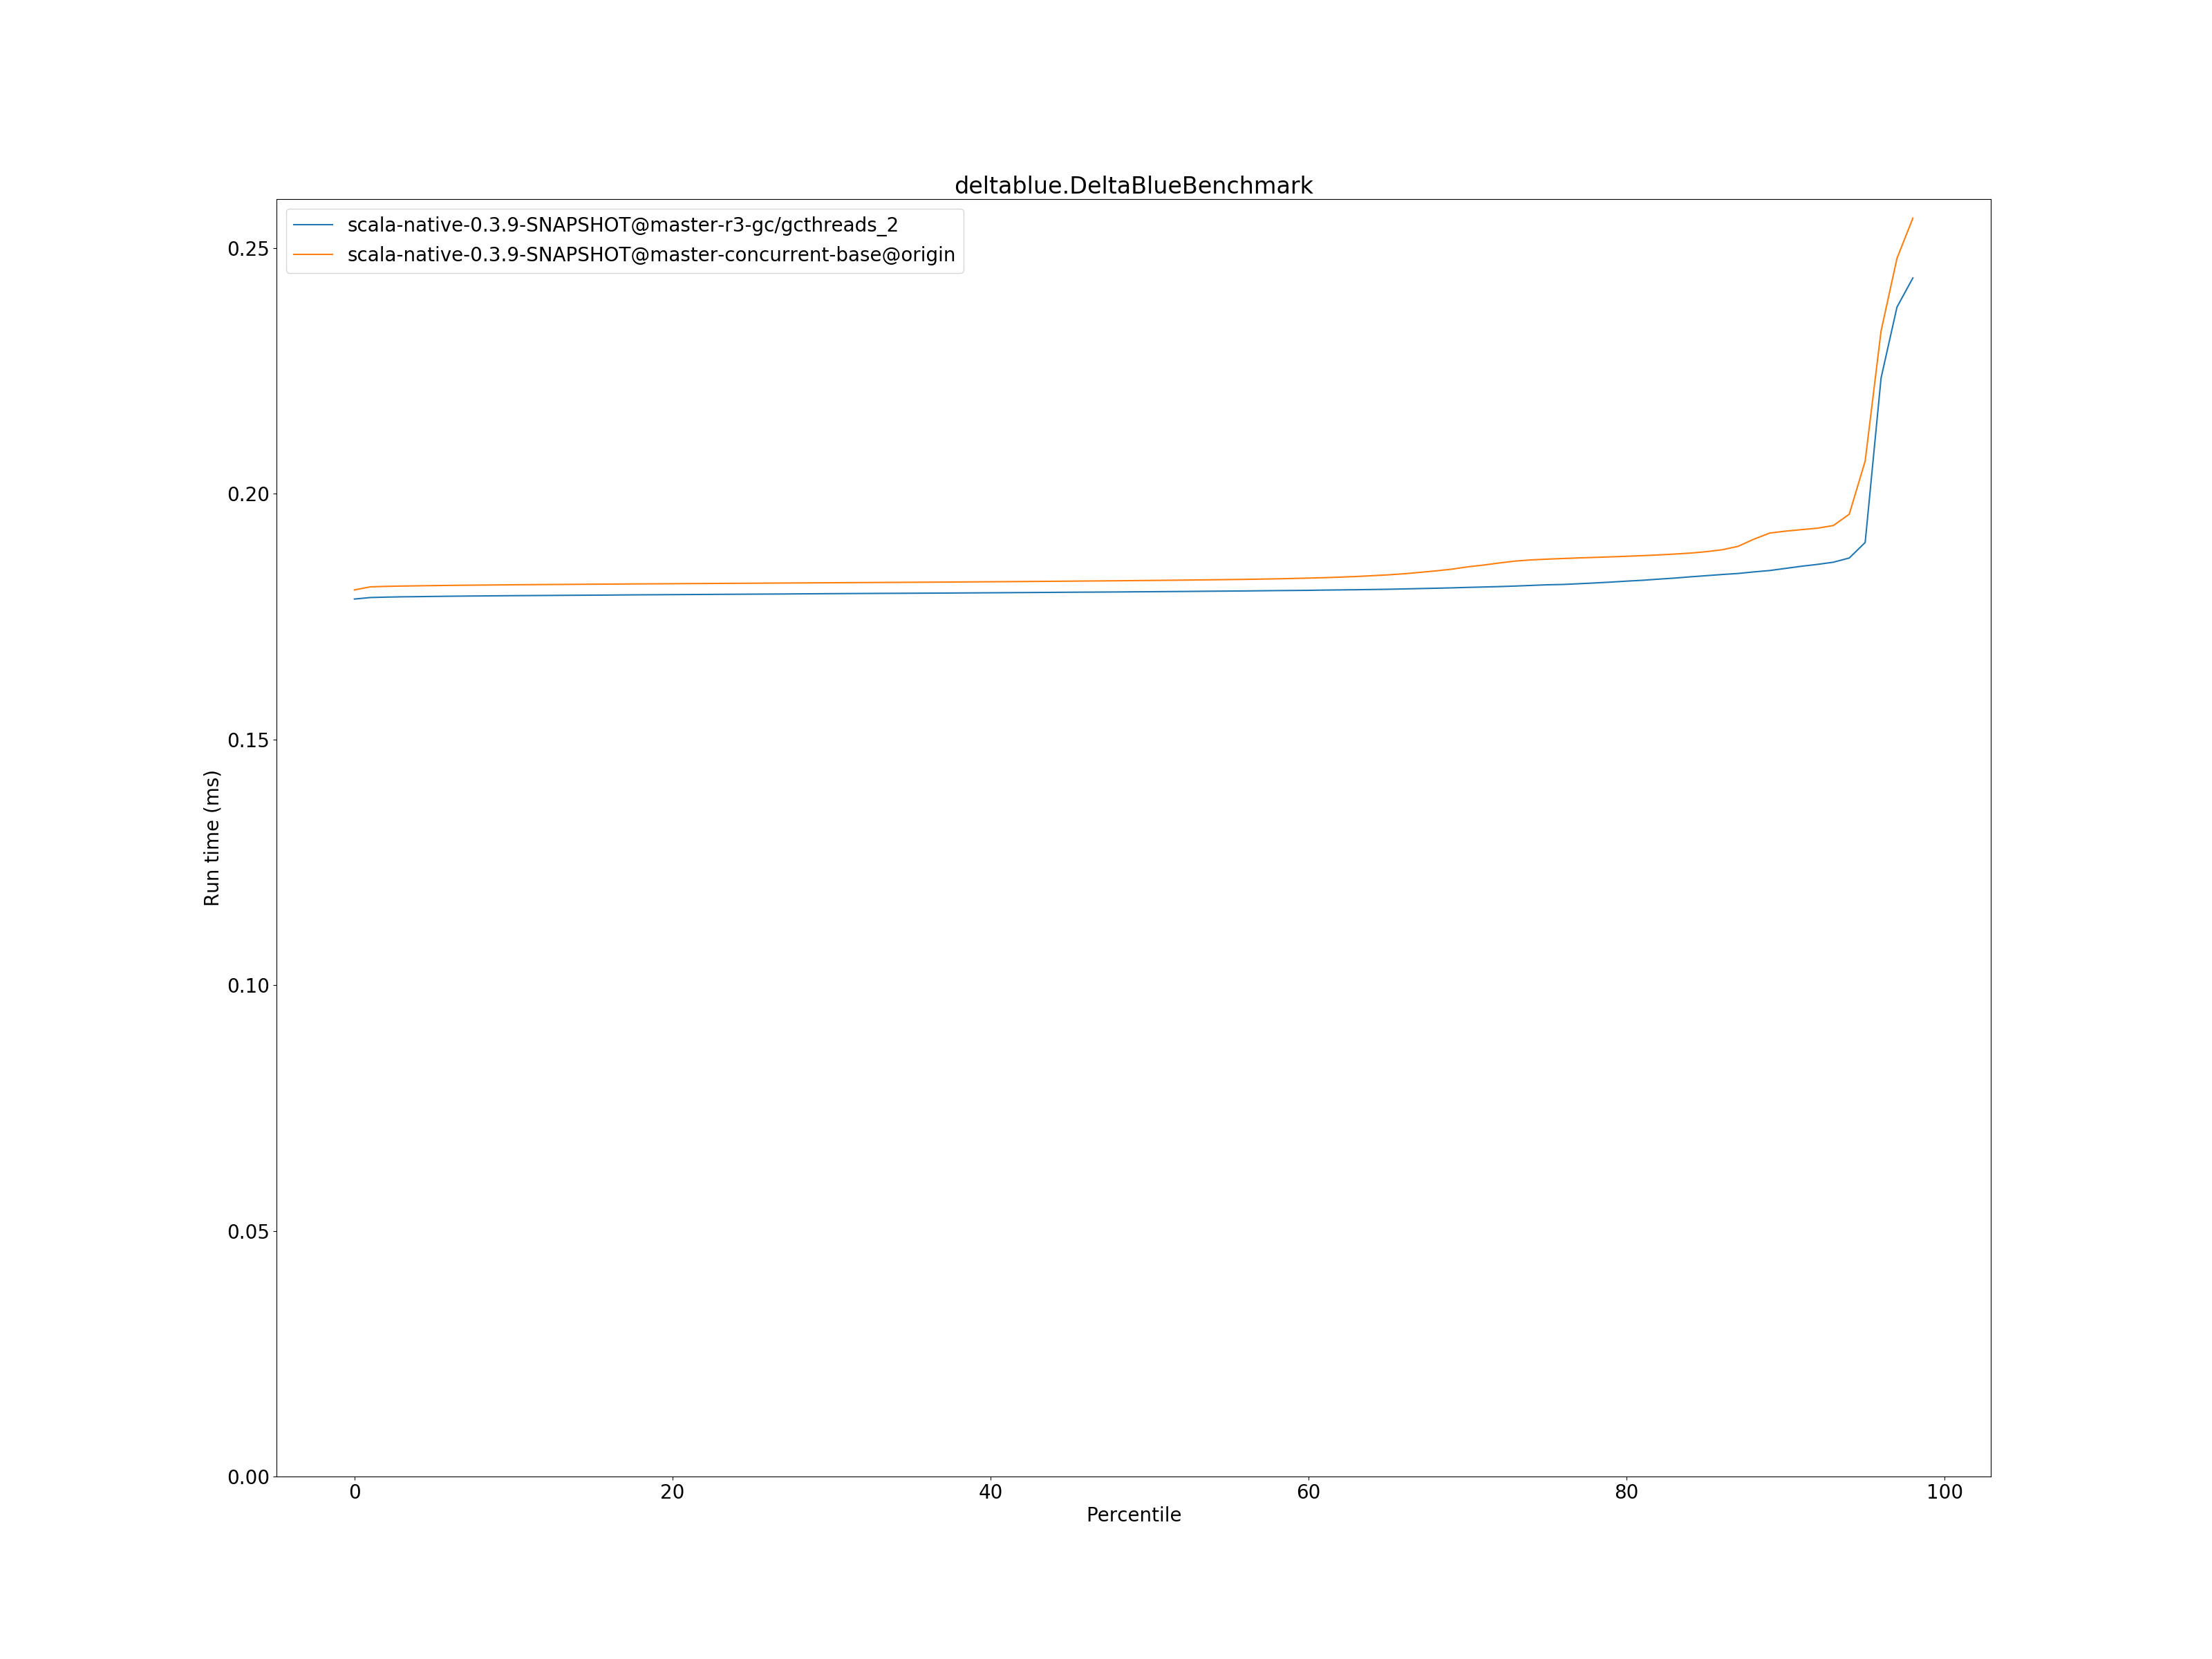 deltablue.DeltaBlueBenchmark
scala-native-0.3.9-SNAPSHOT@master-r3-gc/gcthreads_2
scala-native-0.3.9-SNAPSHOT@master-concurrent-base@origin
0.25
0.20
0.15
0.10
0.05
0.00
Run time (ms)
0 20 40 60 80 100
Percentile